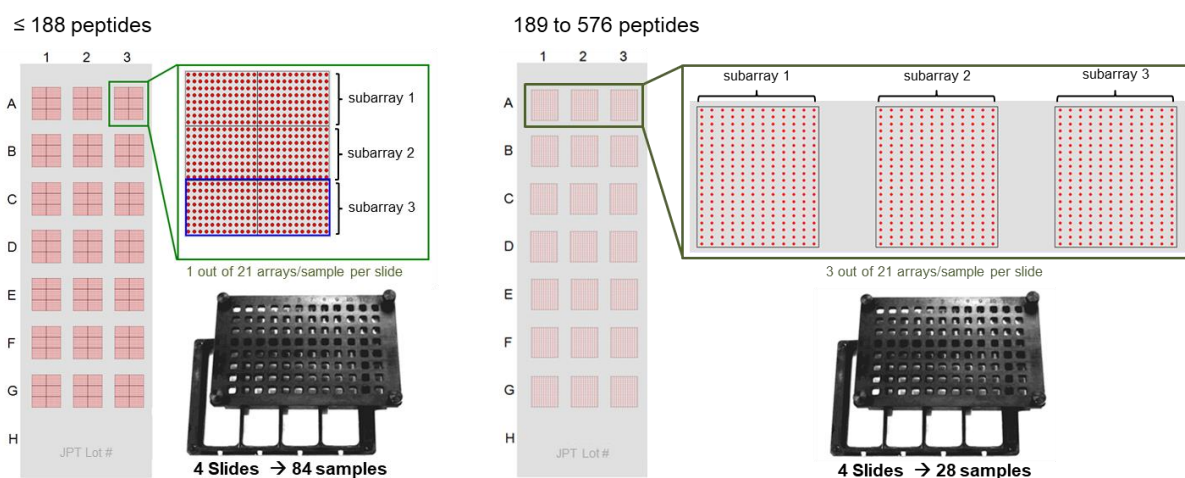 ≤ 188 peptides
1 2 3
A
B
C
D
E
F
G
H
subarray 1
subarray 2
subarray 3
1 out of 21 arrays/sample per slide
JPT Lot #
4 Slides → 84 samples
189 to 576 peptides
1 2 3
A
B
C
D
E
F
G
H
subarray 1 subarray 2 subarray 3
3 out of 21 arrays/sample per slide
JPT Lot #
4 Slides → 28 samples